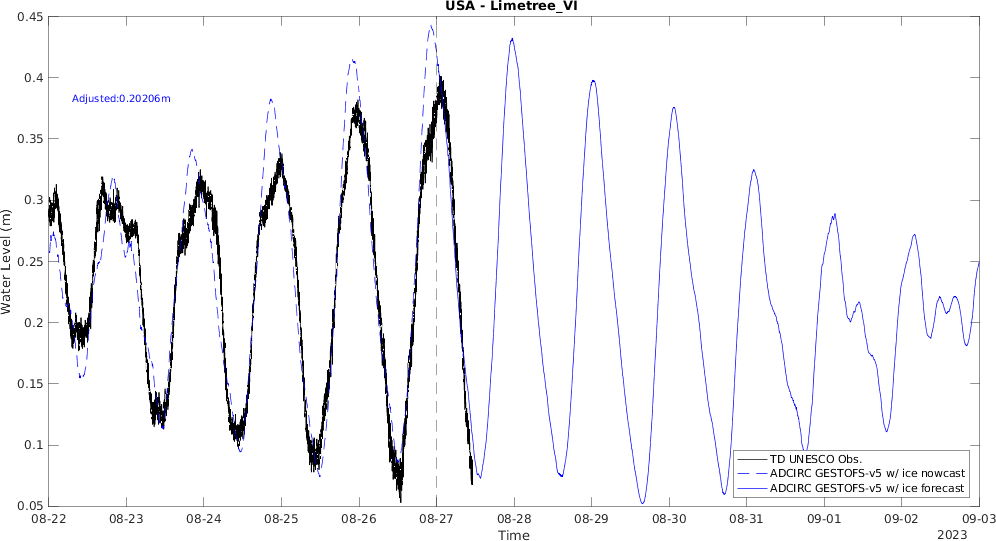 USA - Limetree_VI
0.45
0.4
0.35
0.3
0.25
0.2
0.15
0.1
0.05
Water Level (m)
Adjusted:0.20206m
TD UNESCO Obs.
ADCIRC GESTOFS-v5 w/ ice nowcast
ADCIRC GESTOFS-v5 w/ ice forecast
08-22 08-23 08-24 08-25 08-26 08-27 08-28 08-29 08-30 08-31 09-01 09-02 09-03
Time
2023